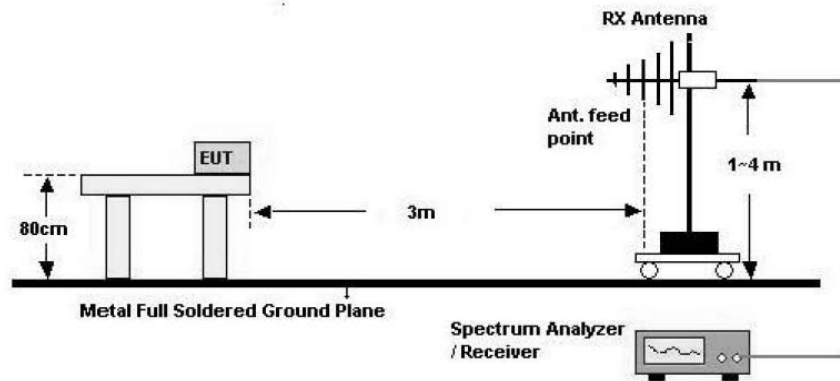 RX Antenna
Ant. feed
point
EUT
1~4 m
3m
80cm
Metal Full Soldered Ground Plane
Spectrum Analyzer
/ Receiver